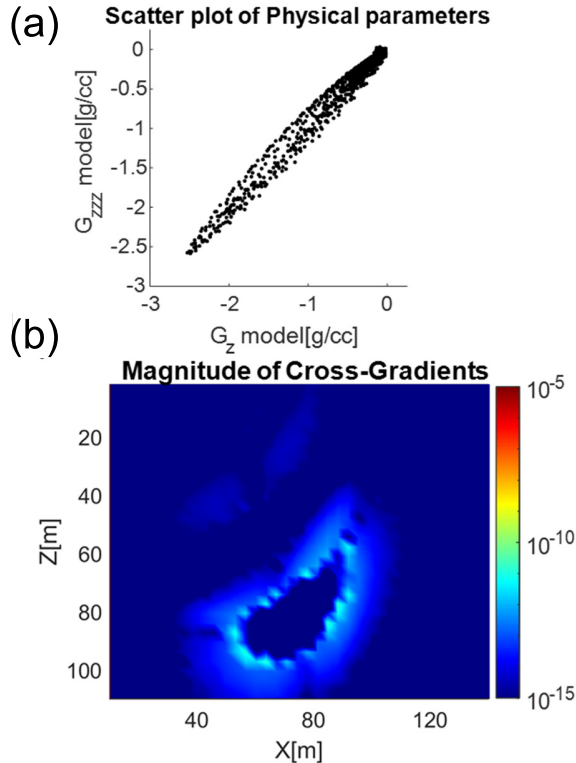 (a)
Scatter plot of Physical parameters
G_zzz model[g/cc]
0
-0.5
-1
-1.5
-2
-2.5
-3
-3 -2 -1 0
G_z model[g/cc]
(b)
Magnitude of Cross-Gradients
Z[m]
20
40
60
80
100
40 80 120
X[m]
10^-5
10^-10
10^-15